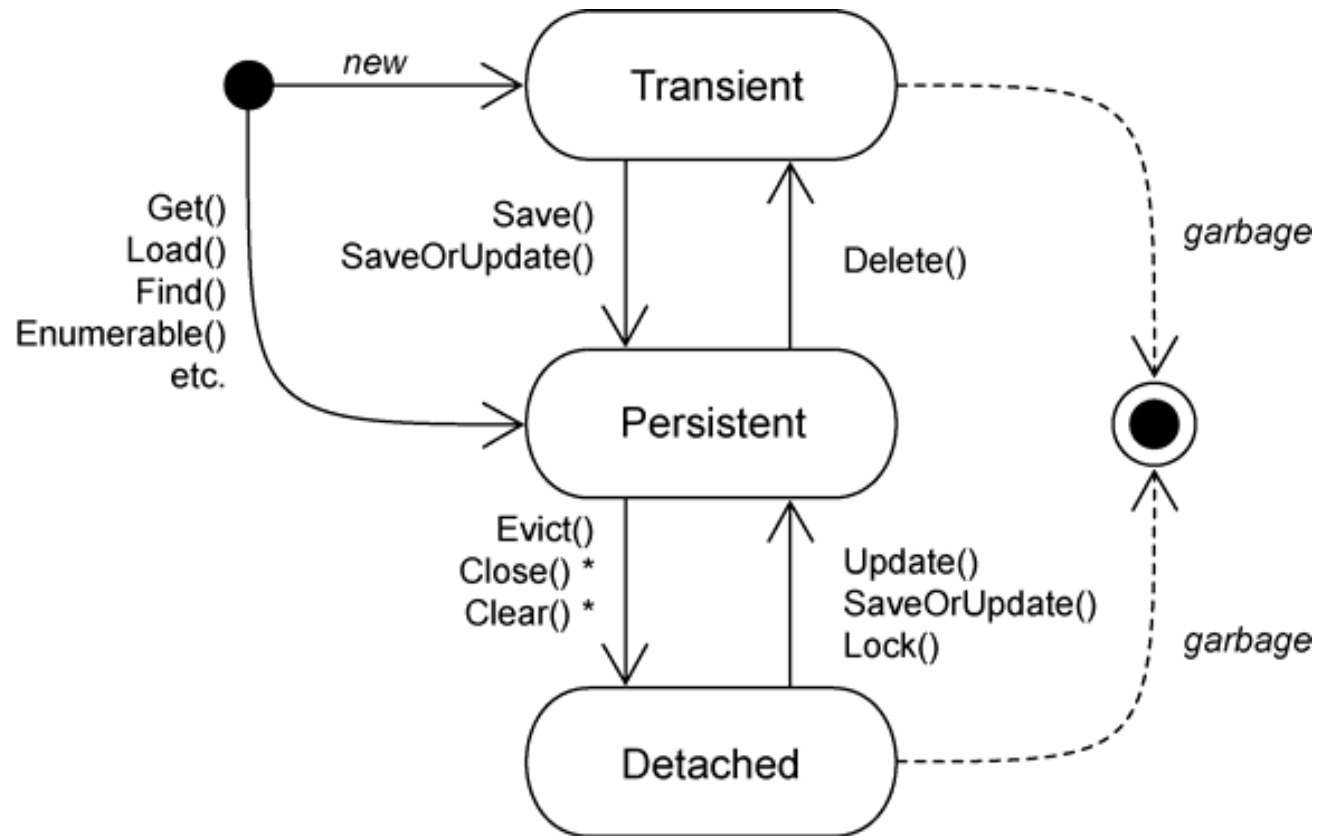 new
Transient
Get()
Load()
Find()
Enumerable()
etc.
Save()
SaveOrUpdate()
Delete()
garbage
Persistent
Evict()
Close() *
Clear() *
Update()
SaveOrUpdate()
Lock()
garbage
Detached